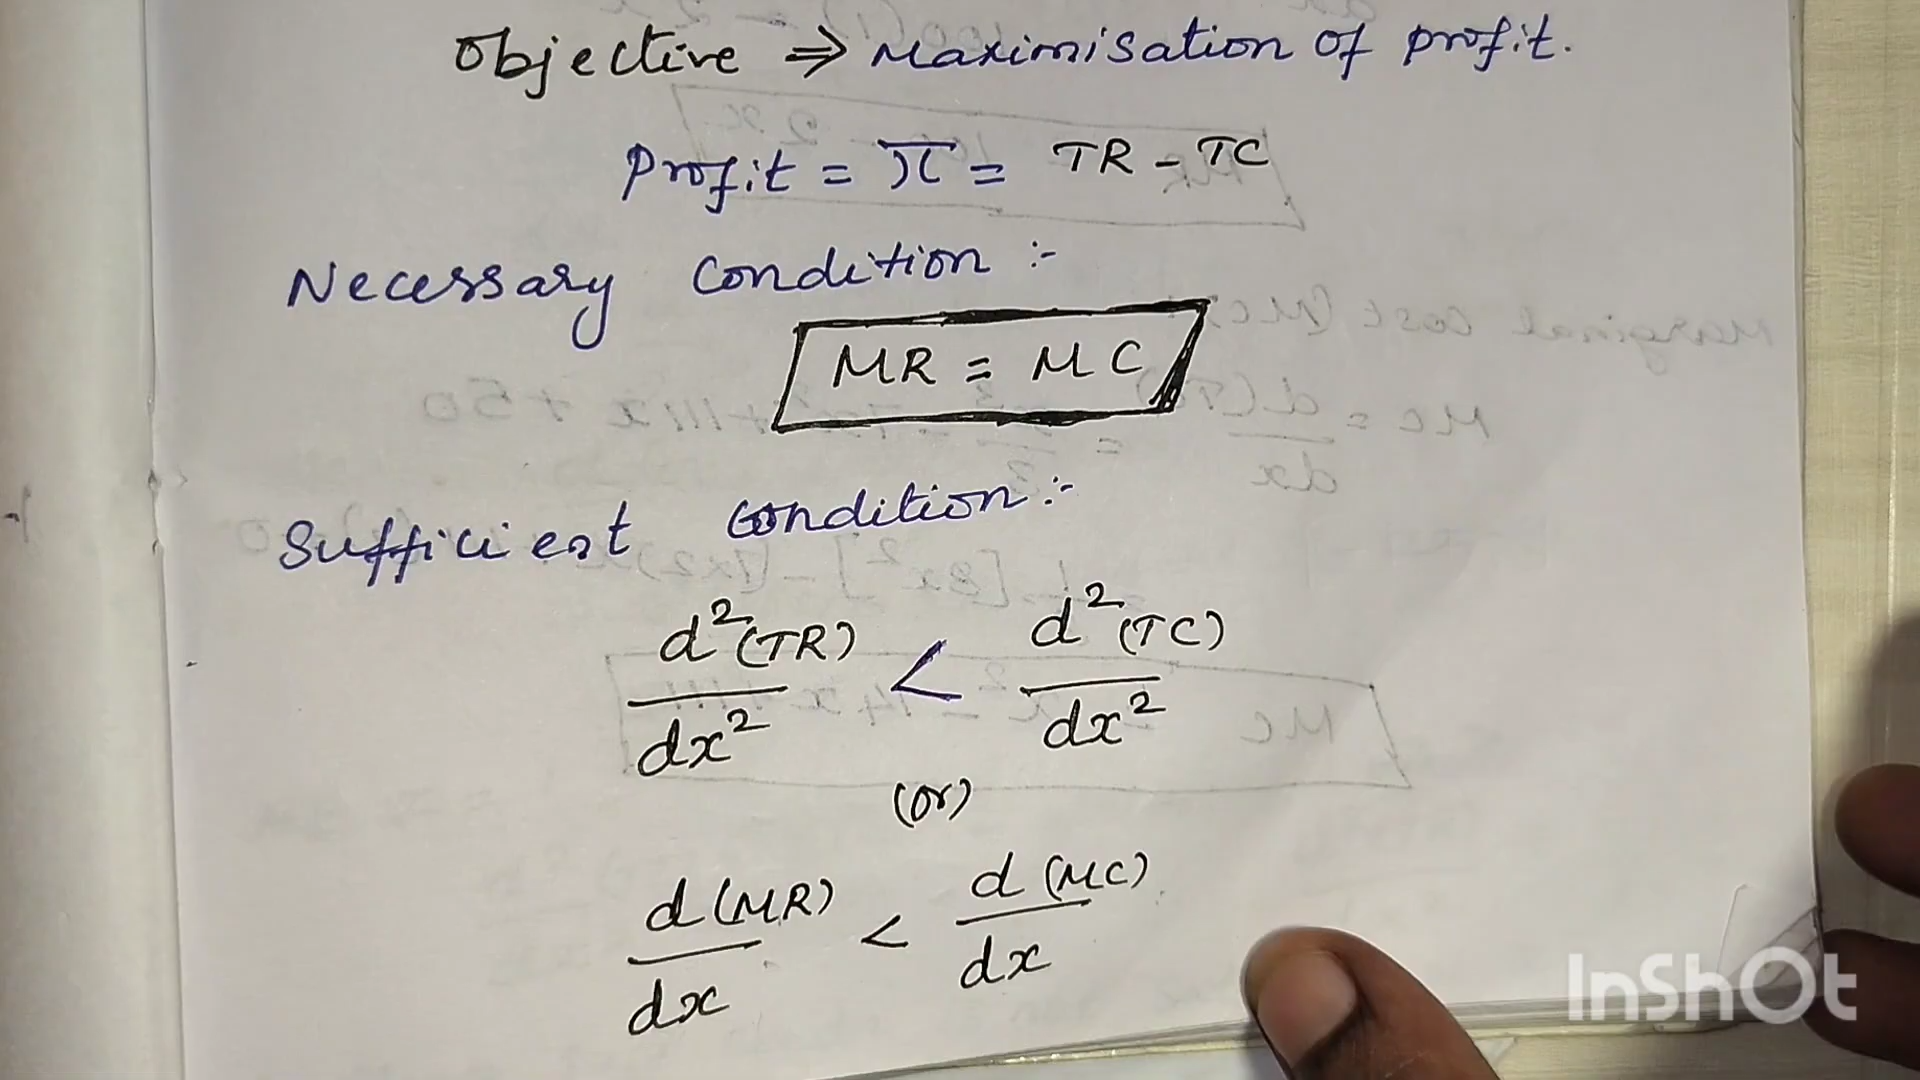 Objective ⇒ Maximisation of profit.
Profit = π = TR - TC
Necessary condition :-
MR = MC
Sufficient condition :-
d²(TR)/dx² < d²(TC)/dx²
(or)
d(MR)/dx < d(MC)/dx
InShOt